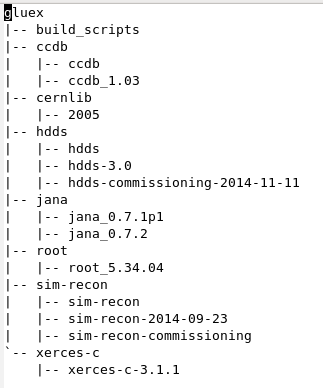 gluex
|-- build_scripts
|-- ccdb
|   |-- ccdb
|   |-- ccdb_1.03
|-- cernlib
|   |-- 2005
|-- hdds
|   |-- hdds
|   |-- hdds-3.0
|   |-- hdds-commissioning-2014-11-11
|-- jana
|   |-- jana_0.7.1p1
|   |-- jana_0.7.2
|-- root
|   |-- root_5.34.04
|-- sim-recon
|   |-- sim-recon
|   |-- sim-recon-2014-09-23
|   |-- sim-recon-commissioning
`-- xerces-c
    |-- xerces-c-3.1.1